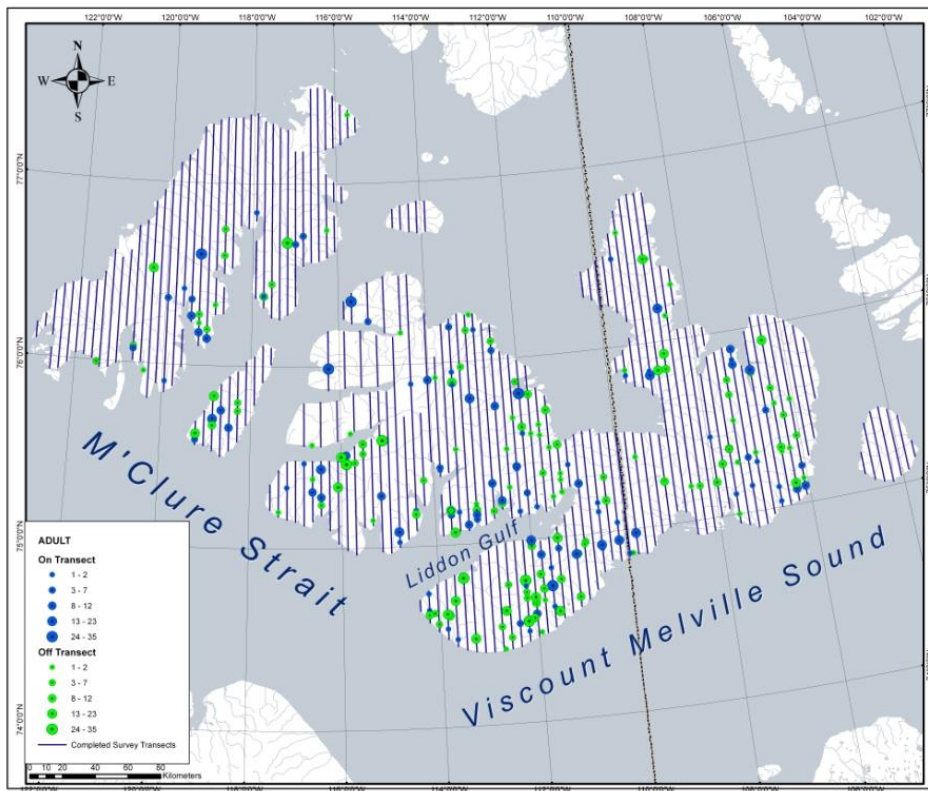 122°0'0"W 120°0'0"W 118°0'0"W 116°0'0"W 114°0'0"W 112°0'0"W 110°0'0"W 108°0'0"W 106°0'0"W 104°0'0"W 102°0'0"W
N
W E
S
77°0'0"N
76°0'0"N
75°0'0"N
74°0'0"N
M'Clure Strait
Liddon Gulf
Viscount Melville Sound
ADULT
On Transect
1 - 2
3 - 7
8 - 12
13 - 23
24 - 35
Off Transect
1 - 2
3 - 7
8 - 12
13 - 23
24 - 35
Completed Survey Transects
0 10 20 40 60 80
Kilometers